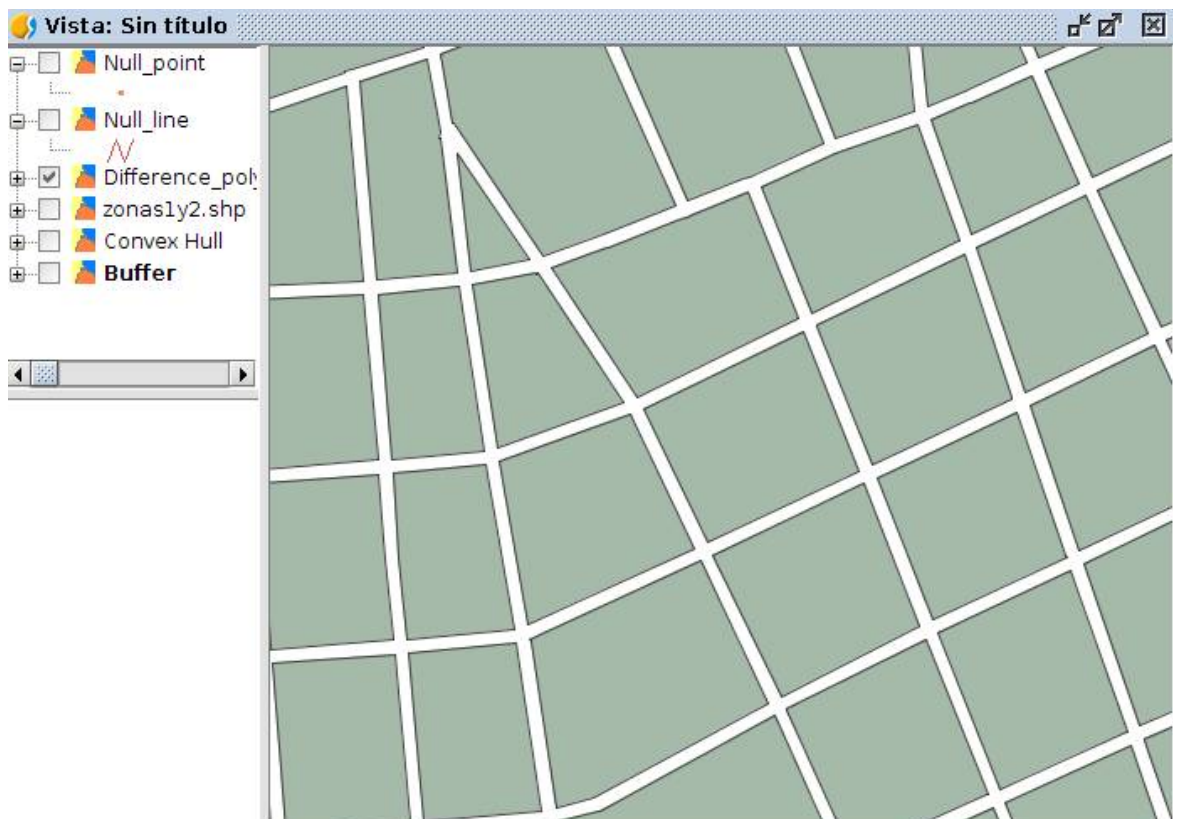 Vista: Sin título
Null_point
Null_line
Difference_pol
zonas1y2.shp
Convex Hull
Buffer